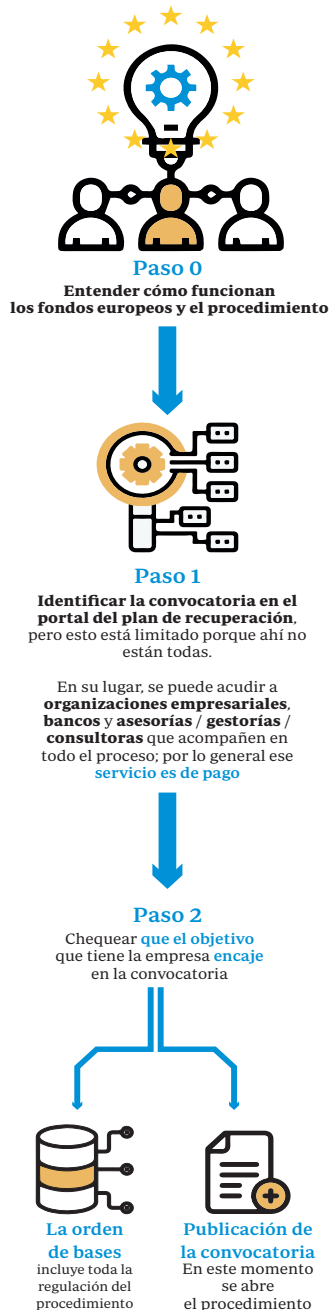 Paso 0
Entender cómo funcionan
los fondos europeos y el procedimiento
Paso 1
Identificar la convocatoria en el
portal del plan de recuperación,
pero esto está limitado porque ahí no
están todas.
En su lugar, se puede acudir a
organizaciones empresariales,
bancos y asesorías / gestorías /
consultoras que acompañen en
todo el proceso; por lo general ese
servicio es de pago
Paso 2
Chequear que el objetivo
que tiene la empresa encaje
en la convocatoria
La orden
de bases
incluye toda la
regulación del
procedimiento
Publicación de
la convocatoria
En este momento
se abre
el procedimiento